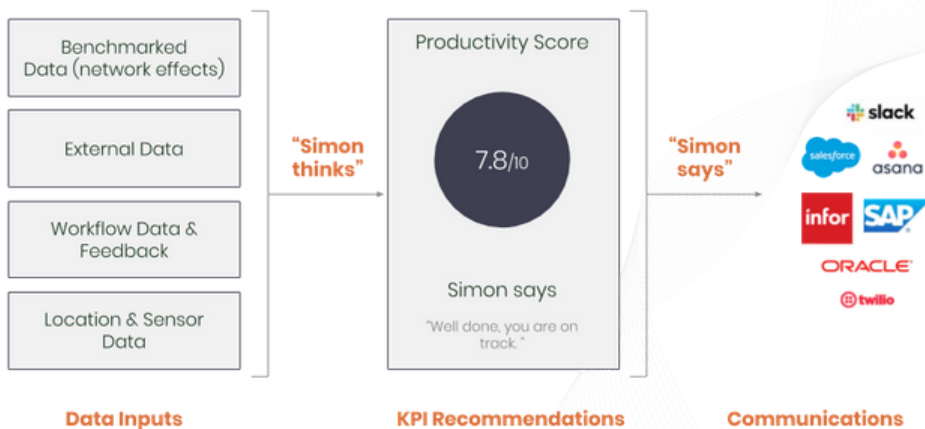 Benchmarked
Data (network effects)
External Data
Workflow Data &
Feedback
Location & Sensor
Data
"Simon
thinks"
Productivity Score
7.8/10
Simon says
"Well done, you are on
track. "
"Simon
says"
slack
salesforce
asana
infor
SAP
ORACLE
twilio
Data Inputs
KPI Recommendations
Communications